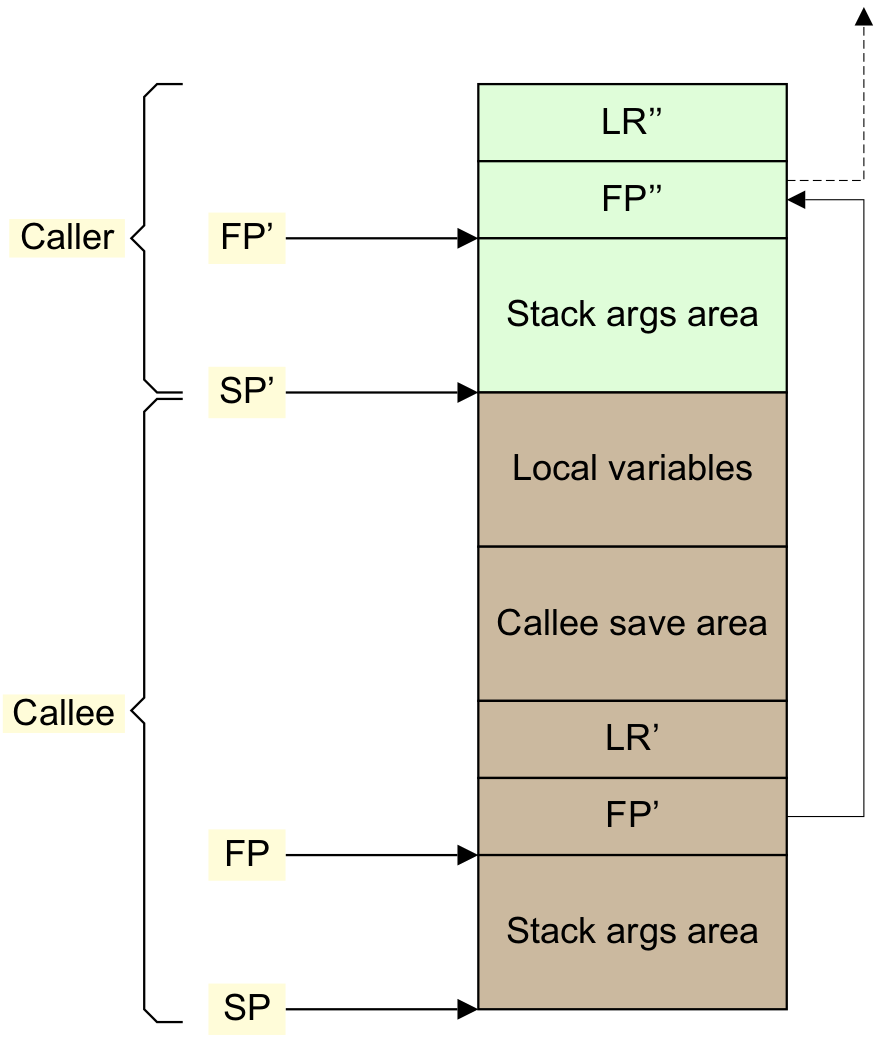 LR’’
FP’’
Caller
FP’
Stack args area
SP’
Local variables
Callee save area
Callee
LR’
FP’
FP
Stack args area
SP